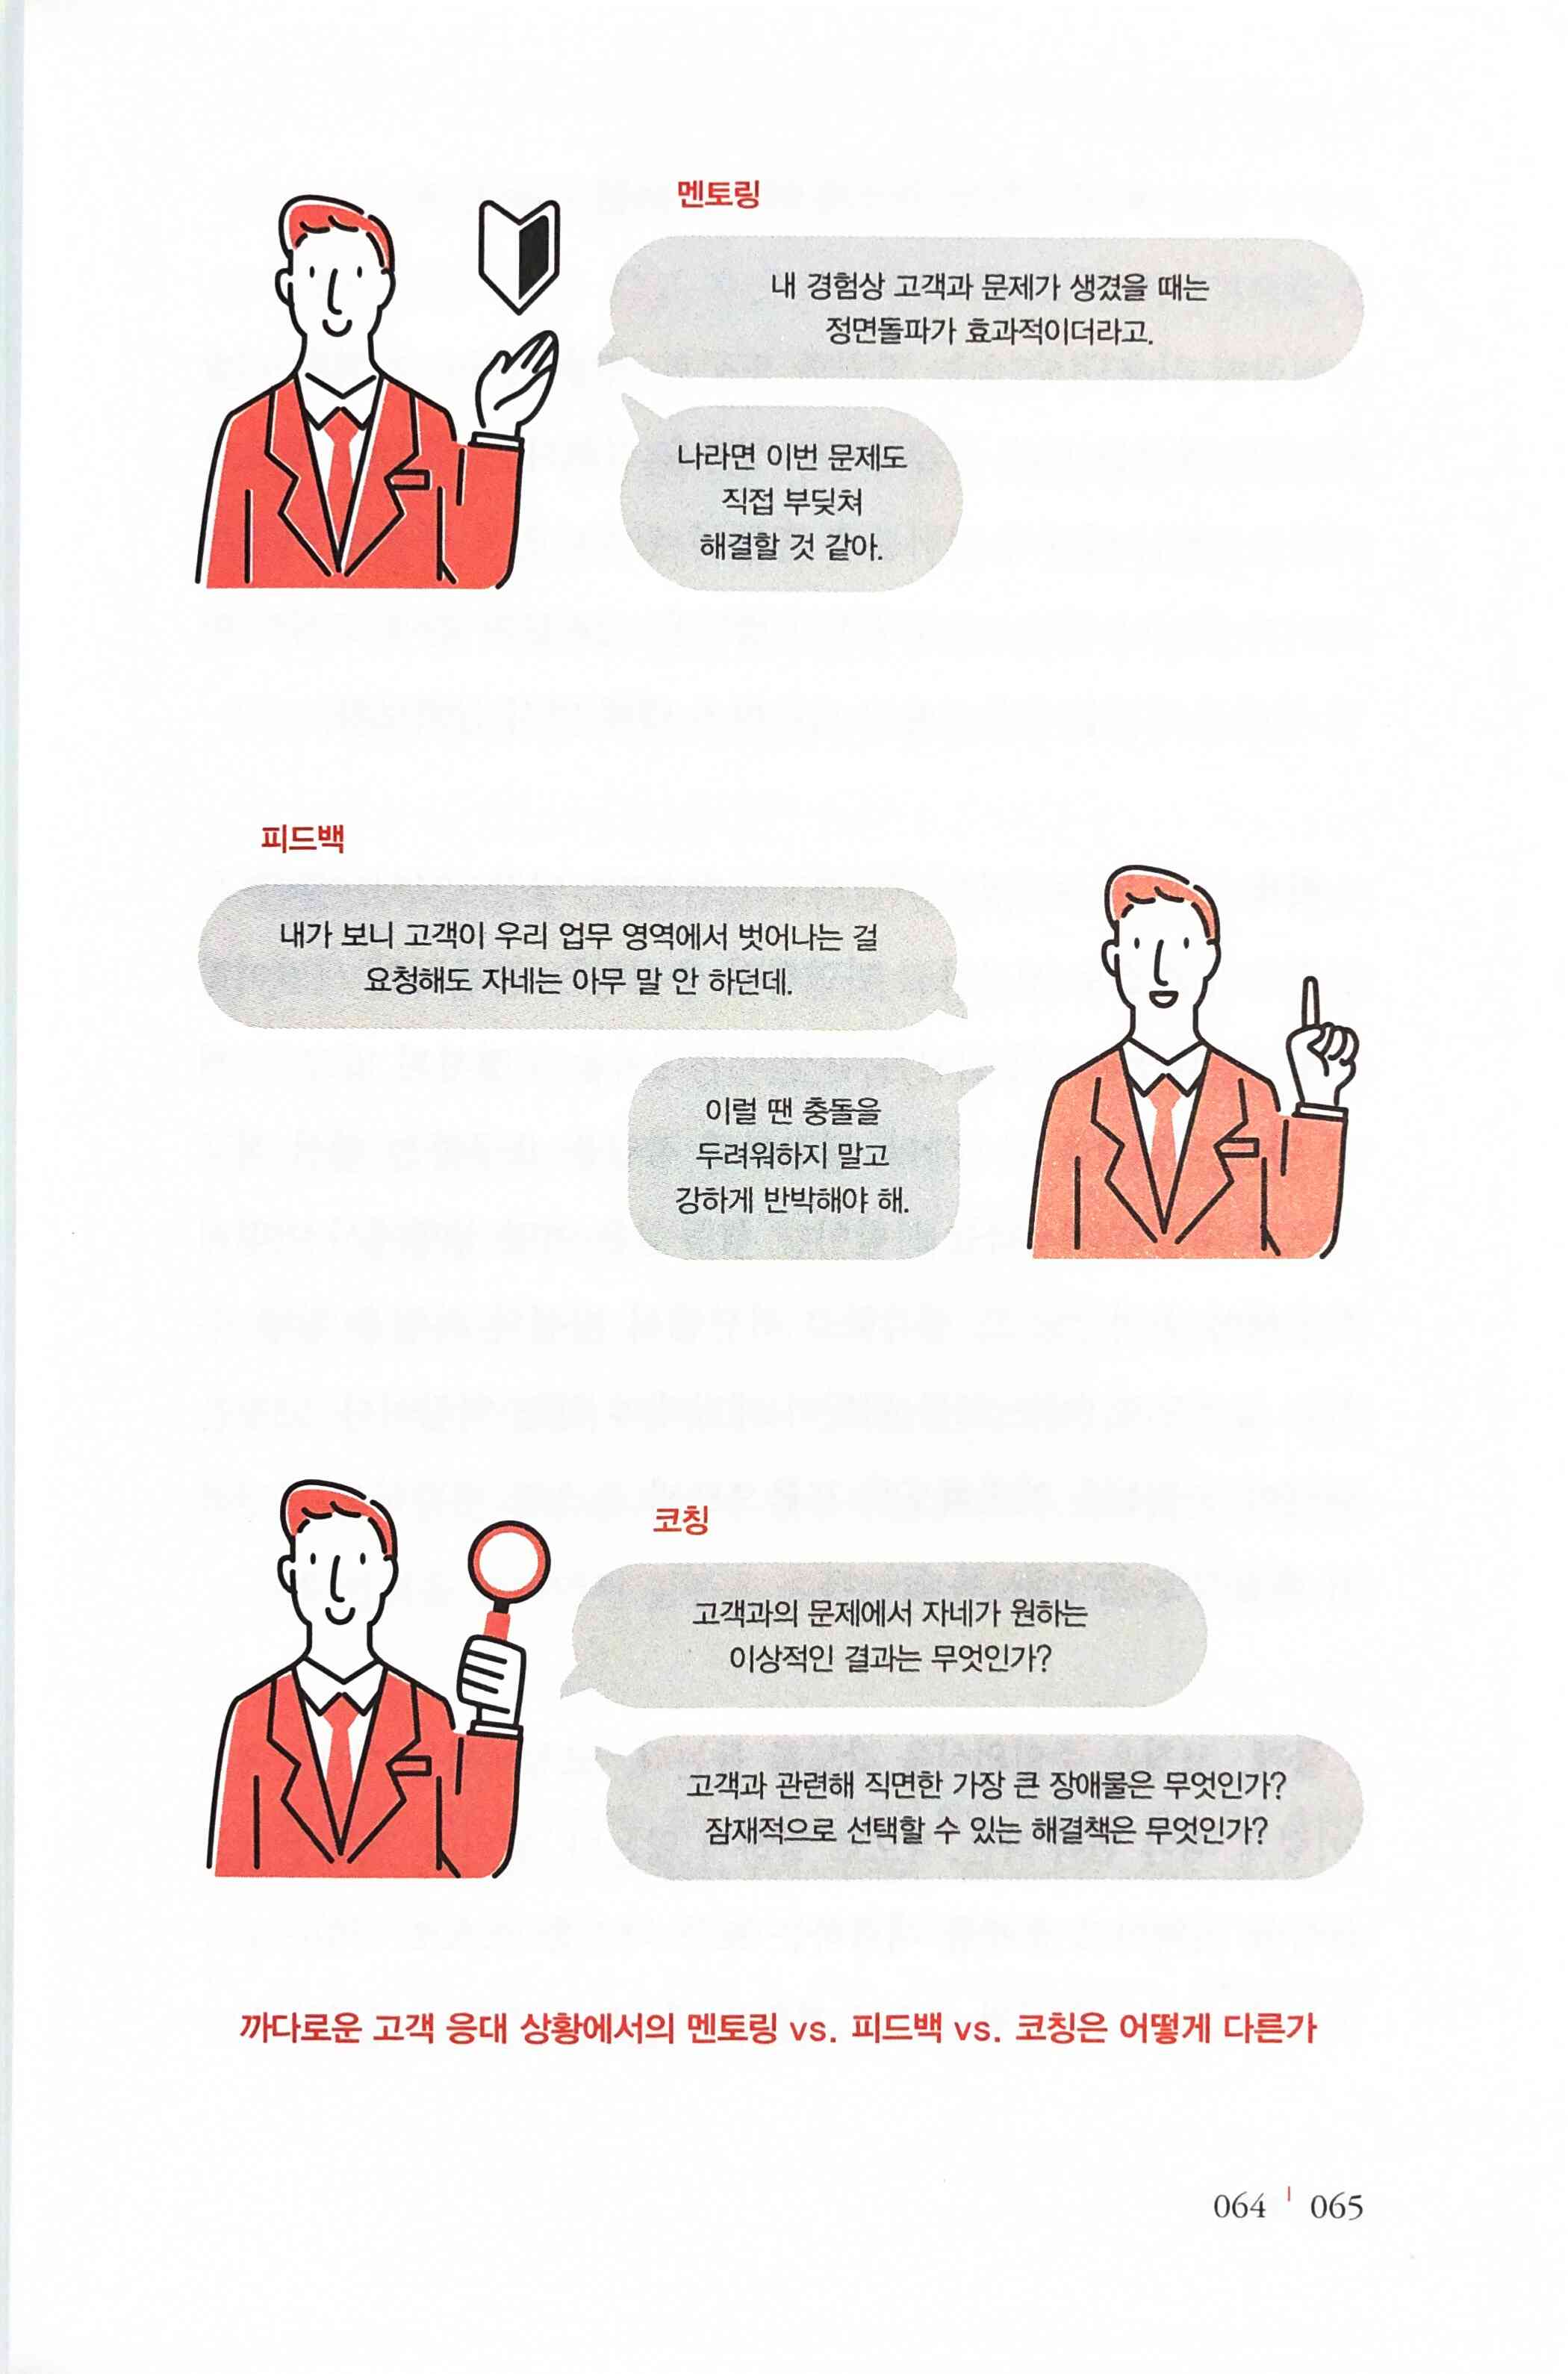 멘토링
내 경험상 고객과 문제가 생겼을 때는
정면돌파가 효과적이더라고.
나라면 이번 문제도
직접 부딪쳐
해결할 것 같아.
피드백
내가 보니 고객이 우리 업무 영역에서 벗어나는 걸
요청해도 자네는 아무 말 안 하던데.
이럴 땐 충돌을
두려워하지 말고
강하게 반박해야 해.
코칭
고객과의 문제에서 자네가 원하는
이상적인 결과는 무엇인가?
고객과 관련해 직면한 가장 큰 장애물은 무엇인가?
잠재적으로 선택할 수 있는 해결책은 무엇인가?
까다로운 고객 응대 상황에서의 멘토링 vs. 피드백 vs. 코칭은 어떻게 다른가
064 | 065